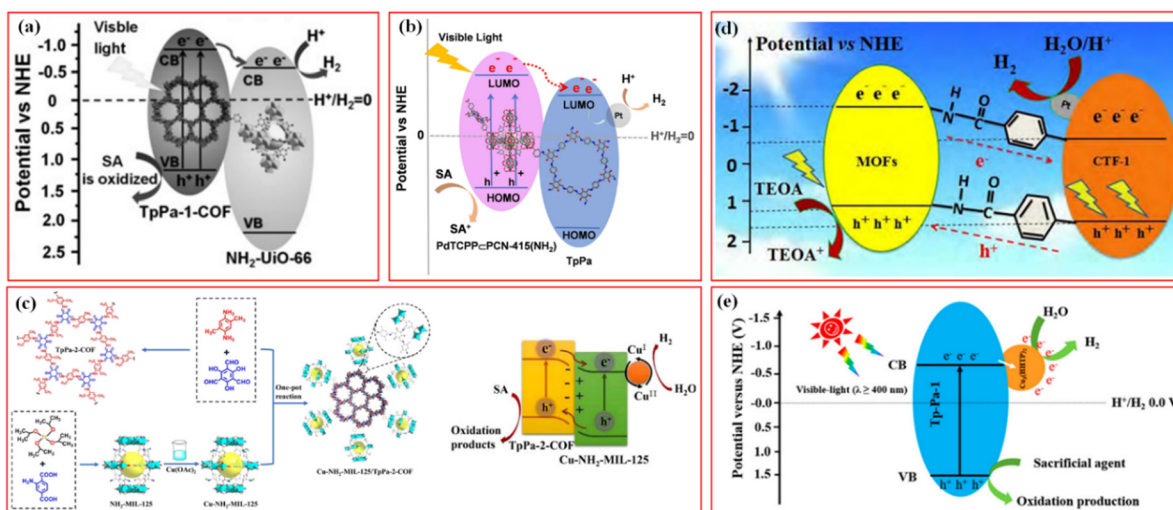 (a)
Visble
light
Potential vs NHE
-1.0
-0.5
0
0.5
1.0
1.5
2.0
2.5
e⁻ e⁻
CB
e⁻ e⁻
CB
H⁺
H₂
H⁺/H₂=0
SA
is oxidized
VB
h⁺ h⁺
TpPa-1-COF
VB
NH₂-UiO-66
(b)
Visible Light
Potential vs NHE
0
e⁻ e⁻
LUMO
e⁻ e⁻
LUMO
H⁺
H₂
Pt
H⁺/H₂=0
SA
SA⁺
h⁺ h⁺
HOMO
HOMO
PdTCPP⊂PCN-415(NH₂)
TpPa
(d)
Potential vs NHE
-2
-1
0
1
2
H₂O/H⁺
H₂
Pt
e⁻ e⁻ e⁻
e⁻ e⁻ e⁻
H
N
O
C
e⁻
MOFs
CTF-1
TEOA
TEOA⁺
h⁺ h⁺ h⁺
H
N
O
C
h⁺ h⁺ h⁺
h⁺
(c)
TpPa-2-COF
+
One-pot
reaction
+
Cu(OAc)₂
NH₂-MIL-125
Cu-NH₂-MIL-125
Cu-NH₂-MIL-125/TpPa-2-COF
e⁻
e⁻
Cuᴵ
H₂
SA
Cuᴵᴵ
H₂O
h⁺
h⁺
Oxidation
products
TpPa-2-COF
Cu-NH₂-MIL-125
(e)
Potential versus NHE (V)
-1.5
-1.0
-0.5
-0.0
0.5
1.0
1.5
CB
e⁻ e⁻ e⁻
H₂O
H₂
Cu₃(HHTP)₂
e⁻ e⁻ e⁻ e⁻ e⁻
Visible-light (λ ≥ 400 nm)
Tp-Pa-1
H⁺/H₂ 0.0 V
VB
h⁺ h⁺ h⁺
Sacrificial agent
Oxidation production